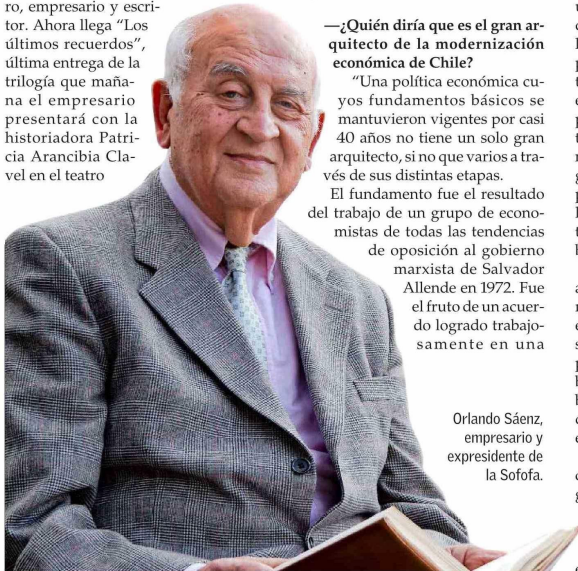 ro, empresario y escri-
tor. Ahora llega “Los
últimos recuerdos”,
última entrega de la
trilogía que maña-
na el empresario
presentará con la
historiadora Patri-
cia Arancibia Cla-
vel en el teatro
—¿Quién diría que es el gran ar-
quitecto de la modernización
económica de Chile?
“Una política económica cu-
yos fundamentos básicos se
mantuvieron vigentes por casi
40 años no tiene un solo gran
arquitecto, si no que varios a tra-
vés de sus distintas etapas.
El fundamento fue el resultado
del trabajo de un grupo de econo-
mistas de todas las tendencias
de oposición al gobierno
marxista de Salvador
Allende en 1972. Fue
el fruto de un acuer-
do logrado trabajo-
samente en una
Orlando Sáenz,
empresario y
expresidente de
la Sofofa.